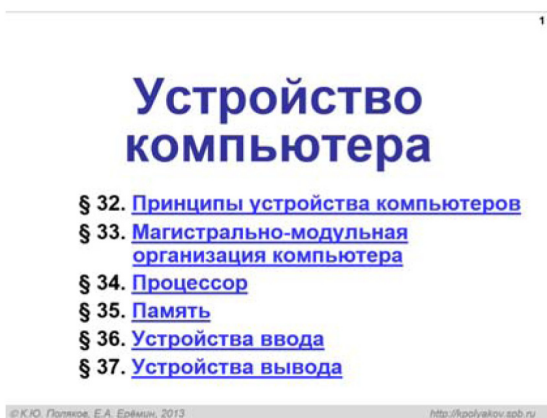 1
Устройство
компьютера
§ 32. Принципы устройства компьютеров
§ 33. Магистрально-модульная
организация компьютера
§ 34. Процессор
§ 35. Память
§ 36. Устройства ввода
§ 37. Устройства вывода
© К.Ю. Поляков, Е.А. Ерёмин, 2013 http://kpolyakov.spb.ru